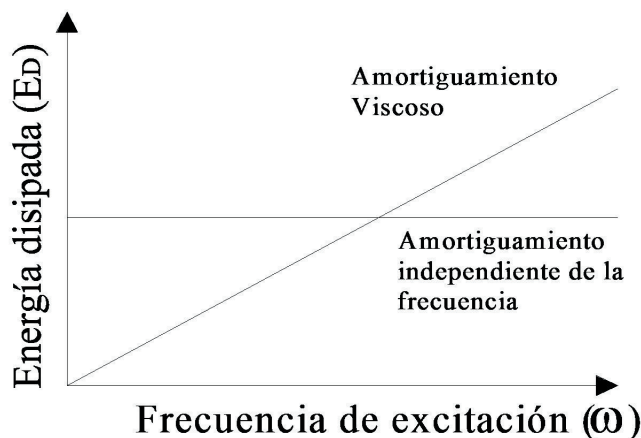 Energía disipada (ED)
Amortiguamiento
Viscoso
Amortiguamiento
independiente de la
frecuencia
Frecuencia de excitación (ω)